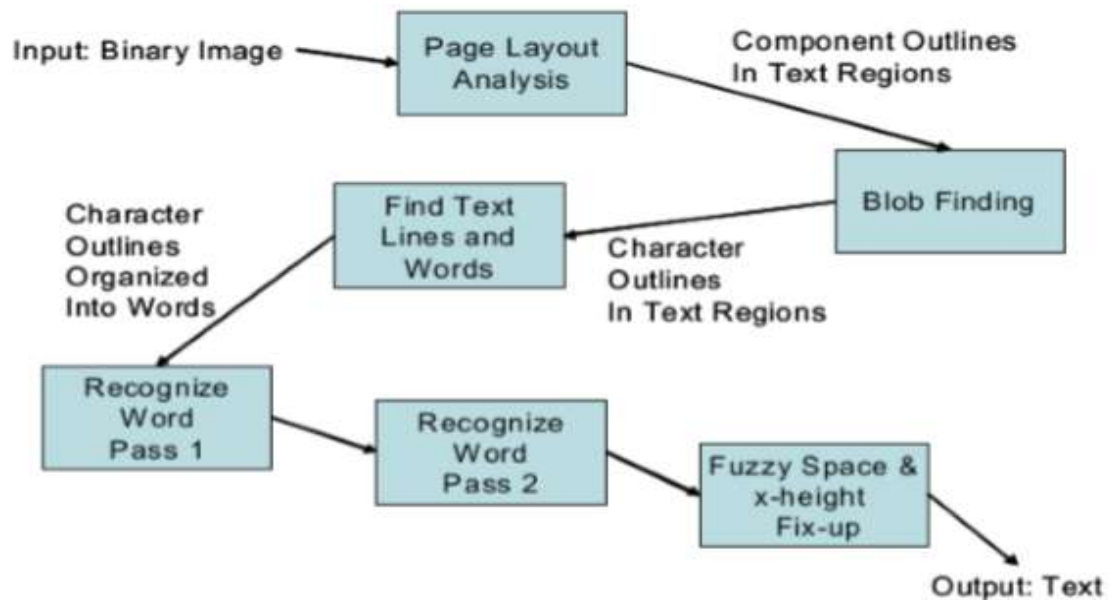 Input: Binary Image
Page Layout
Analysis
Component Outlines
In Text Regions
Blob Finding
Character
Outlines
In Text Regions
Find Text
Lines and
Words
Character
Outlines
Organized
Into Words
Recognize
Word
Pass 1
Recognize
Word
Pass 2
Fuzzy Space &
x-height
Fix-up
Output: Text